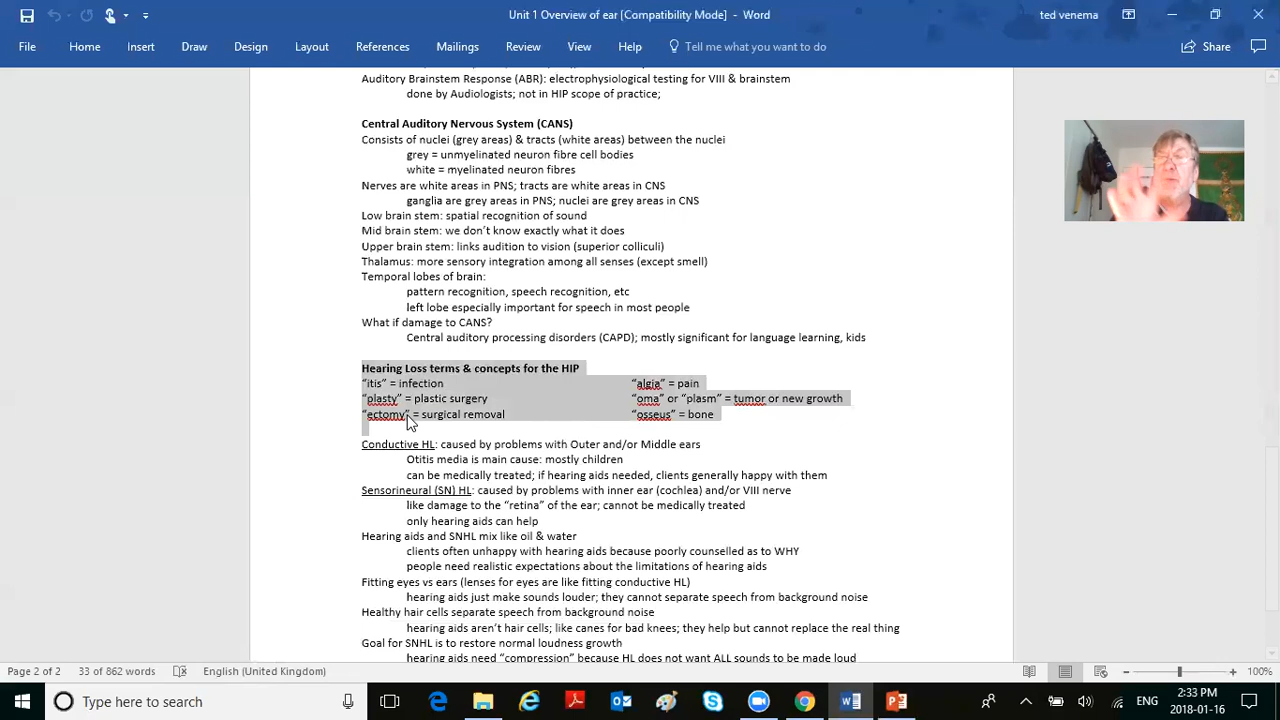 Unit 1 Overview of ear [Compatibility Mode] - Word
ted venema
File Home Insert Draw Design Layout References Mailings Review View Help Tell me what you want to do Share
Auditory Brainstem Response (ABR): electrophysiological testing for VIII & brainstem
done by Audiologists; not in HIP scope of practice;
Central Auditory Nervous System (CANS)
Consists of nuclei (grey areas) & tracts (white areas) between the nuclei
grey = unmyelinated neuron fibre cell bodies
white = myelinated neuron fibres
Nerves are white areas in PNS; tracts are white areas in CNS
ganglia are grey areas in PNS; nuclei are grey areas in CNS
Low brain stem: spatial recognition of sound
Mid brain stem: we don´t know exactly what it does
Upper brain stem: links audition to vision (superior colliculi)
Thalamus: more sensory integration among all senses (except smell)
Temporal lobes of brain:
pattern recognition, speech recognition, etc
left lobe especially important for speech in most people
What if damage to CANS?
Central auditory processing disorders (CAPD); mostly significant for language learning, kids
Hearing Loss terms & concepts for the HIP
“itis” = infection “algia” = pain
“plasty” = plastic surgery “oma” or “plasm” = tumor or new growth
“ectomy” = surgical removal “osseus” = bone
Conductive HL: caused by problems with Outer and/or Middle ears
Otitis media is main cause: mostly children
can be medically treated; if hearing aids needed, clients generally happy with them
Sensorineural (SN) HL: caused by problems with inner ear (cochlea) and/or VIII nerve
like damage to the “retina” of the ear; cannot be medically treated
only hearing aids can help
Hearing aids and SNHL mix like oil & water
clients often unhappy with hearing aids because poorly counselled as to WHY
people need realistic expectations about the limitations of hearing aids
Fitting eyes vs ears (lenses for eyes are like fitting conductive HL)
hearing aids just make sounds louder; they cannot separate speech from background noise
Healthy hair cells separate speech from background noise
hearing aids aren’t hair cells; like canes for bad knees; they help but cannot replace the real thing
Goal for SNHL is to restore normal loudness growth
hearing aids need “compression” because HL does not want ALL sounds to be made loud
Page 2 of 2 33 of 862 words English (United Kingdom) 100%
Type here to search
ENG
2:33 PM
2018-01-16